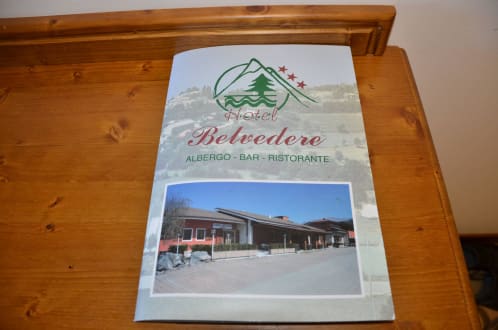 Hotel
Belvedere
ALBERGO - BAR - RISTORANTE